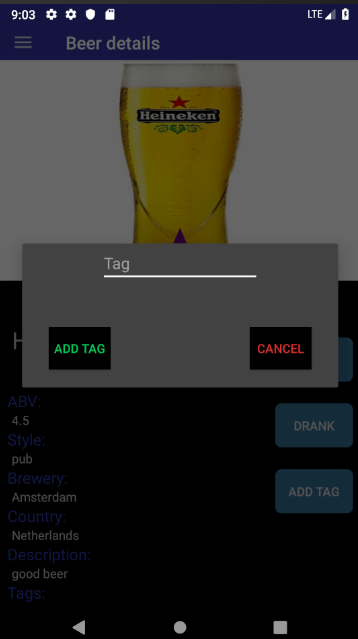 9:03 LTE
Beer details
Heineken
Tag
ADD TAG CANCEL
H
ABV:
4.5
DRANK
Style:
pub
Brewery:
ADD TAG
Amsterdam
Country:
Netherlands
Description:
good beer
Tags: